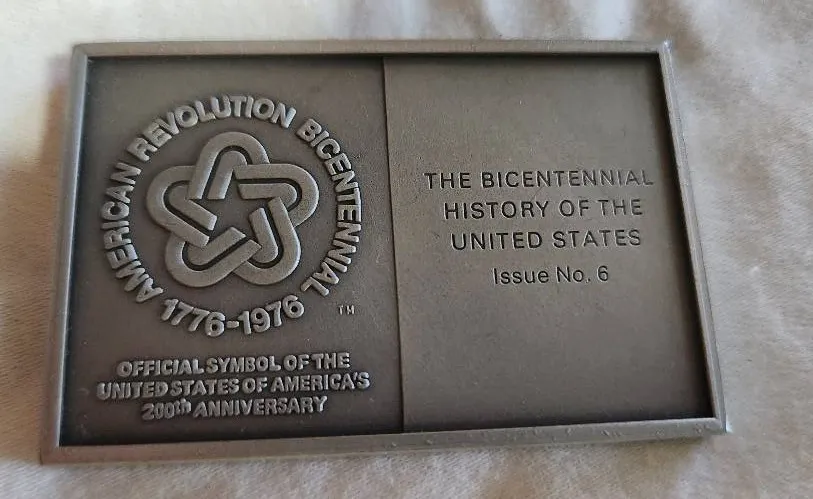 AMERICAN REVOLUTION BICENTENNIAL
1776-1976
TM
OFFICIAL SYMBOL OF THE
UNITED STATES OF AMERICA'S
200th ANNIVERSARY
THE BICENTENNIAL
HISTORY OF THE
UNITED STATES
Issue No. 6